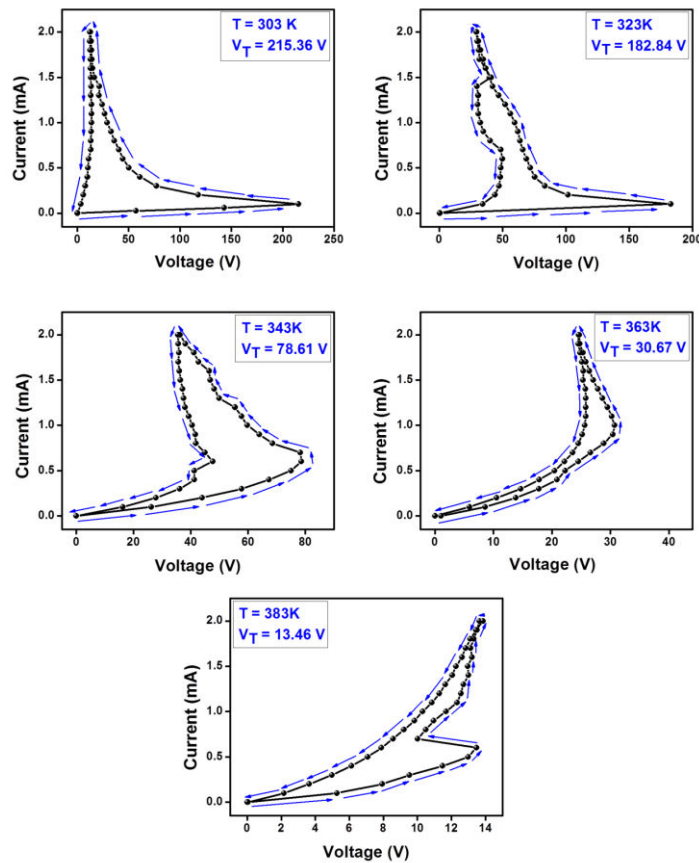 T = 303 K
V_T = 215.36 V
2.0
1.5
1.0
0.5
0.0
Current (mA)
0 50 100 150 200 250
Voltage (V)
T = 323K
V_T = 182.84 V
2.0
1.5
1.0
0.5
0.0
Current (mA)
0 50 100 150 200
Voltage (V)
T = 343K
V_T = 78.61 V
2.0
1.5
1.0
0.5
0.0
Current (mA)
0 20 40 60 80
Voltage (V)
T = 363K
V_T = 30.67 V
2.0
1.5
1.0
0.5
0.0
Current (mA)
0 10 20 30 40
Voltage (V)
T = 383K
V_T = 13.46 V
2.0
1.5
1.0
0.5
0.0
Current (mA)
0 2 4 6 8 10 12 14
Voltage (V)